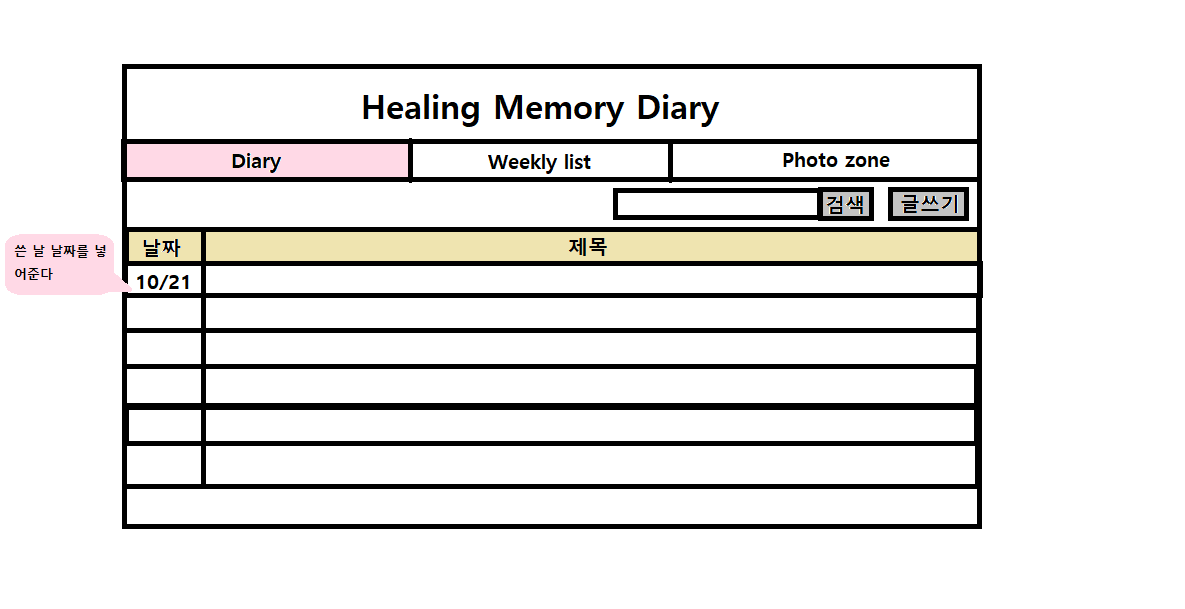 Healing Memory Diary
Diary Weekly list Photo zone
검색 글쓰기
날짜 제목
쓴 날 날짜를 넣
어준다
10/21